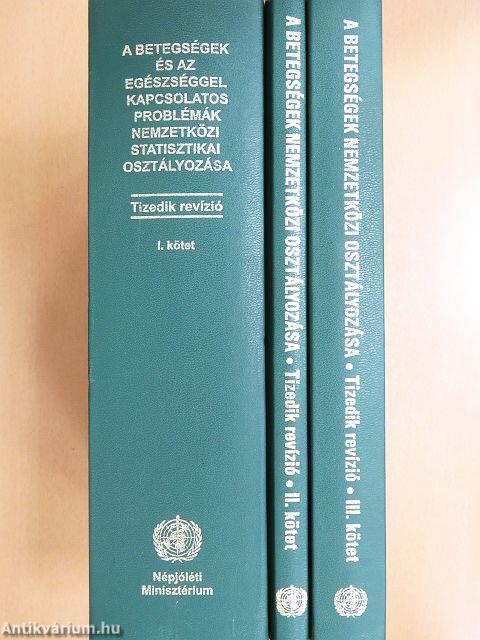 A BETEGSÉGEK
ÉS AZ
EGÉSZSÉGGEL
KAPCSOLATOS
PROBLÉMÁK
NEMZETKÖZI
STATISZTIKAI
OSZTÁLYOZÁSA
Tizedik revízió
I. kötet
Népjóléti
Minisztérium
A BETEGSÉGEK NEMZETKÖZI OSZTÁLYOZÁSA • Tizedik revízió • II. kötet
A BETEGSÉGEK NEMZETKÖZI OSZTÁLYOZÁSA • Tizedik revízió • III. kötet
Antikvárium.hu